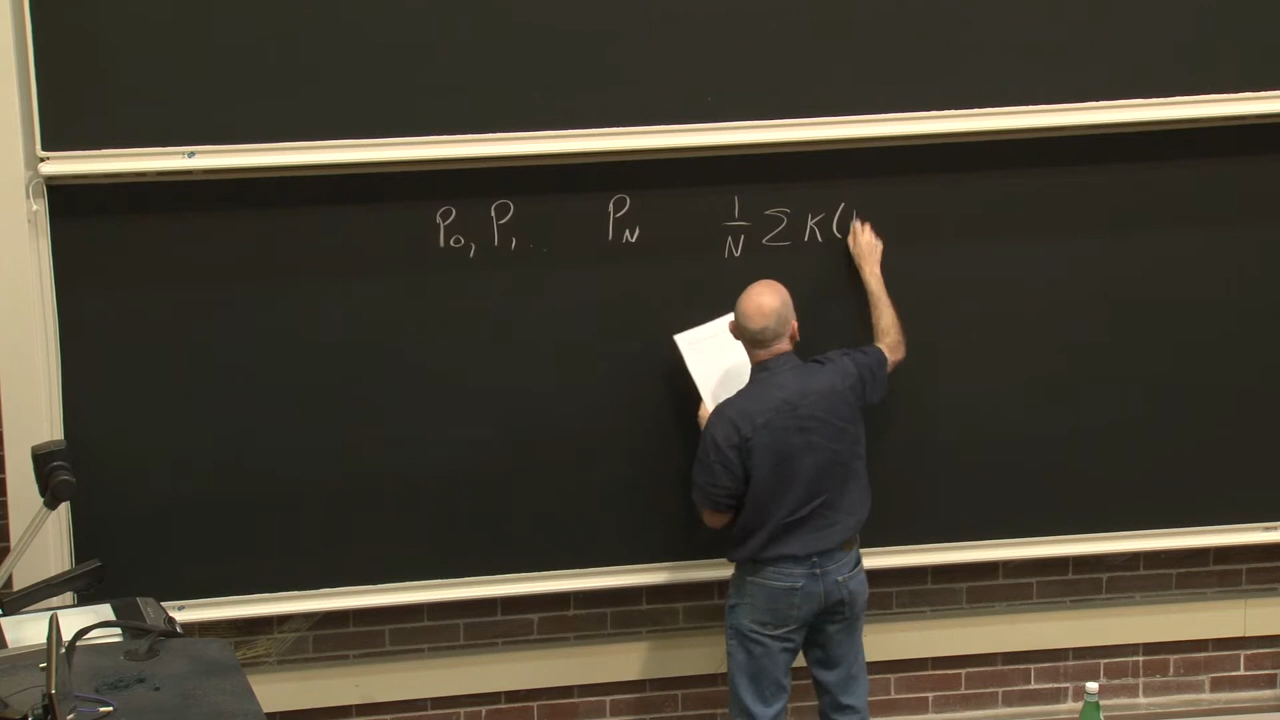 P₀, P₁ ... P_N 1/N Σ K(